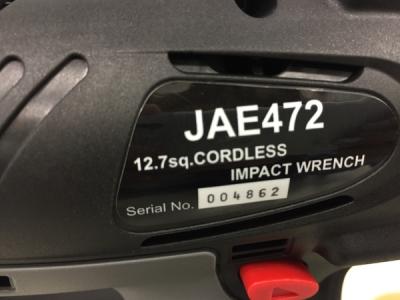 JAE472
12.7sq.CORDLESS
IMPACT WRENCH
Serial No. 004862